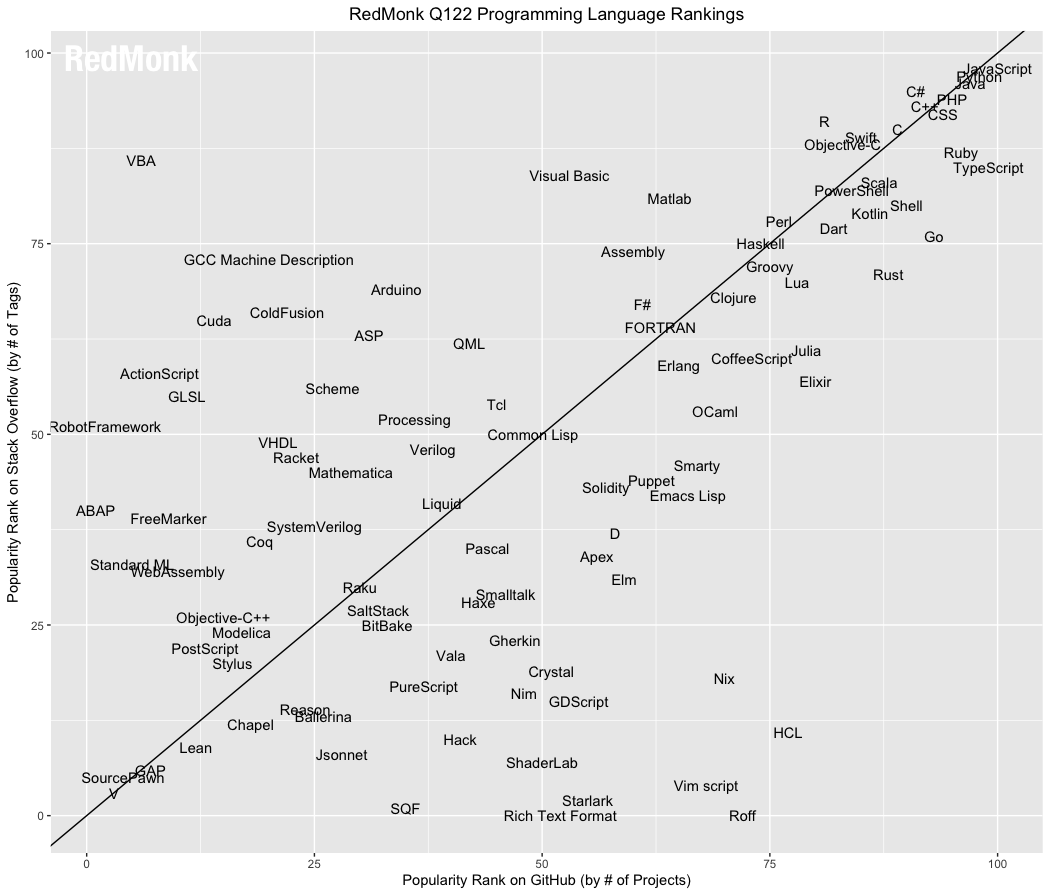 RedMonk Q122 Programming Language Rankings
RedMonk
100
JavaScript
Python
Java
C#
PHP
C++
CSS
R
C
Swift
Objective-C
Ruby
VBA
TypeScript
Visual Basic
Scala
PowerShell
Matlab
Shell
Kotlin
Perl
Dart
Go
75
Haskell
Assembly
GCC Machine Description
Groovy
Rust
Lua
Arduino
Clojure
F#
ColdFusion
Cuda
FORTRAN
ASP
QML
Julia
CoffeeScript
Erlang
ActionScript
Elixir
Scheme
GLSL
Tcl
OCaml
Processing
RobotFramework
50
Common Lisp
VHDL
Verilog
Racket
Smarty
Mathematica
Puppet
Solidity
Emacs Lisp
Liquid
ABAP
FreeMarker
SystemVerilog
D
Coq
Pascal
Apex
Standard ML
WebAssembly
Elm
Raku
Smalltalk
Haxe
SaltStack
Objective-C++
25
BitBake
Modelica
Gherkin
PostScript
Vala
Stylus
Crystal
Nix
PureScript
Nim
GDScript
Reason
Ballerina
Chapel
HCL
Hack
Lean
Jsonnet
ShaderLab
GAP
SourcePawn
Vim script
V
Starlark
SQF
0
Rich Text Format
Roff
0
25
50
75
100
Popularity Rank on GitHub (by # of Projects)
Popularity Rank on Stack Overflow (by # of Tags)